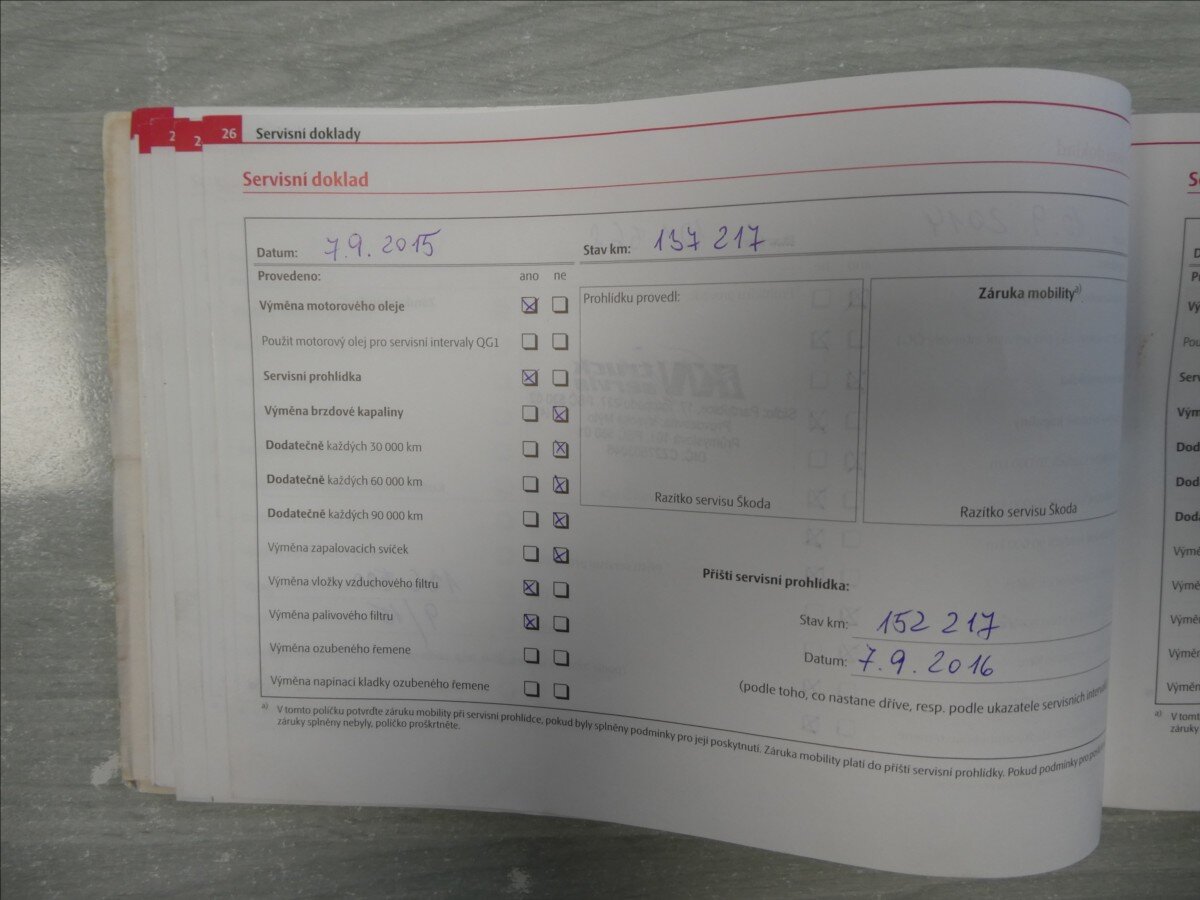 2
2
26 Servisní doklady
Servisní doklad
Datum: 7.9. 2015 Stav km: 137 217
Provedeno: ano ne
Výměna motorového oleje
Použit motorový olej pro servisní intervaly QG1
Servisní prohlídka
Výměna brzdové kapaliny
Dodatečně každých 30 000 km
Dodatečně každých 60 000 km
Dodatečně každých 90 000 km
Výměna zapalovacích svíček
Výměna vložky vzduchového filtru
Výměna palivového filtru
Výměna ozubeného řemene
Výměna napínací kladky ozubeného řemene
Prohlídku provedl:
Razítko servisu Škoda
Záruka mobility a).
Razítko servisu Škoda
Příští servisní prohlídka:
Stav km: 152 217
Datum: 7.9. 2016
(podle toho, co nastane dříve, resp. podle ukazatele servisních
a) V tomto políčku potvrďte záruku mobility při servisní prohlídce, pokud byly splněny podmínky pro její poskytnutí. Záruka mobility platí do příští servisní prohlídky. Pokud podmínky pro
záruky splněny nebyly, políčko proškrtněte.